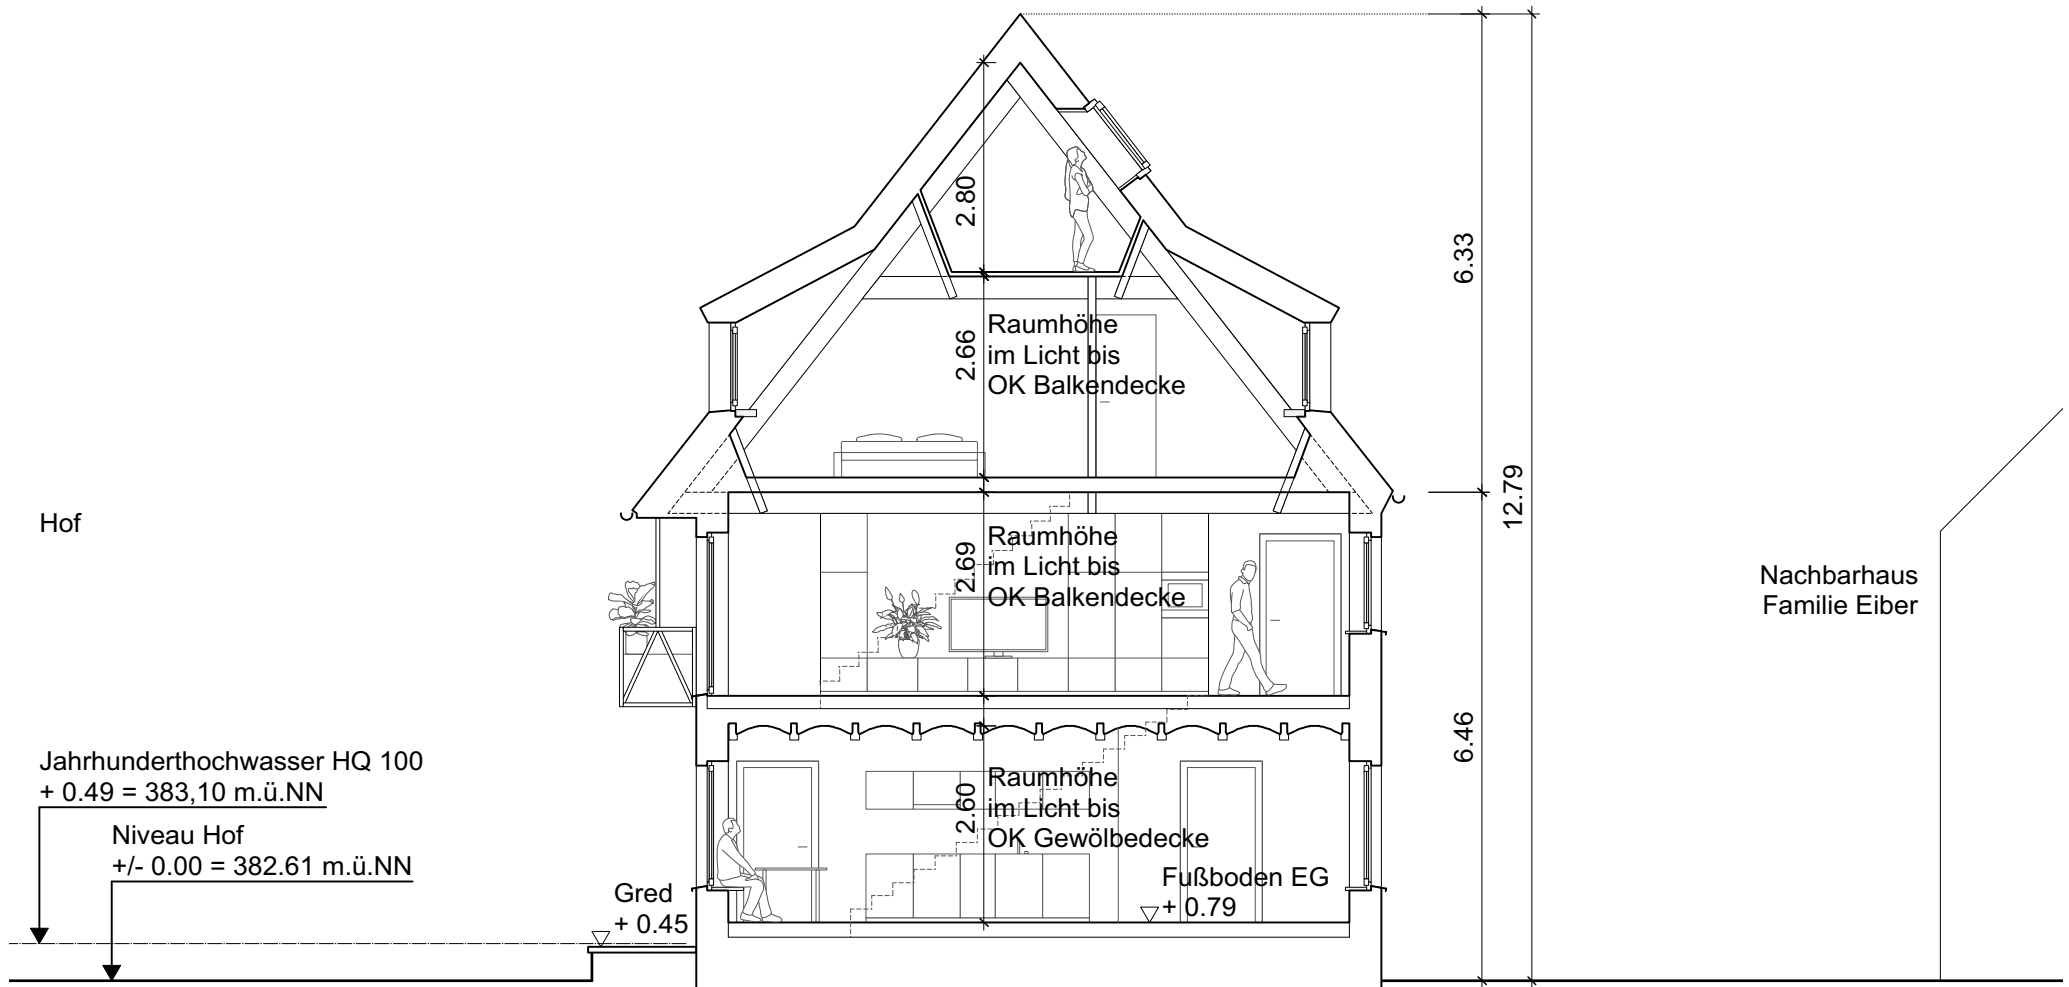 2.80
6.33
Raumhöhe
im Licht bis
OK Balkendecke
2.66
12.79
Hof
Raumhöhe
im Licht bis
OK Balkendecke
2.69
Nachbarhaus
Familie Eiber
6.46
Jahrhunderthochwasser HQ 100
+ 0.49 = 383,10 m.ü.NN
Niveau Hof
+/- 0.00 = 382.61 m.ü.NN
Raumhöhe
im Licht bis
OK Gewölbedecke
2.60
Gred
+ 0.45
Fußboden EG
+ 0.79